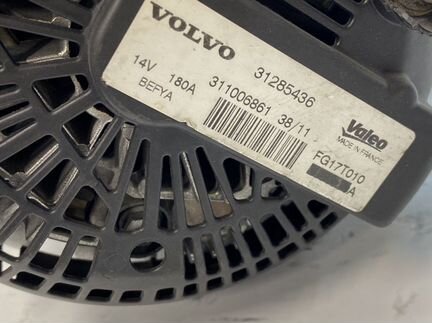 VOLVO
31285436
14V 180A 311006861 38/11
BEFYA
Valeo
MADE IN FRANCE
FG17T010
A